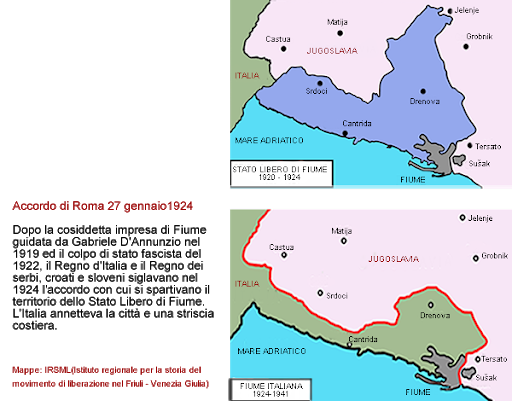 Jelenje
Matija
Castua
Grobnik
JUGOSLAVIA
ITALIA
Srdoci
Drenova
Cantrida
MARE ADRIATICO
Tersato
Sušak
STATO LIBERO DI FIUME
1920 - 1924
FIUME
Accordo di Roma 27 gennaio1924
Dopo la cosiddetta impresa di Fiume
guidata da Gabriele D'Annunzio nel
1919 ed il colpo di stato fascista del
1922, il Regno d'Italia e il Regno dei
serbi, croati e sloveni siglavano nel
1924 l'accordo con cui si spartivano il
territorio dello Stato Libero di Fiume.
L'Italia annetteva la città e una striscia
costiera.
Mappe: IRSML(Istituto regionale per la storia del
movimento di liberazione nel Friuli - Venezia Giulia)
Jelenje
Matija
Castua
Grobnik
JUGOSLAVIA
ITALIA
Srdoci
Drenova
Cantrida
MARE ADRIATICO
Tersato
Sušak
FIUME ITALIANA
1924-1941
FIUME